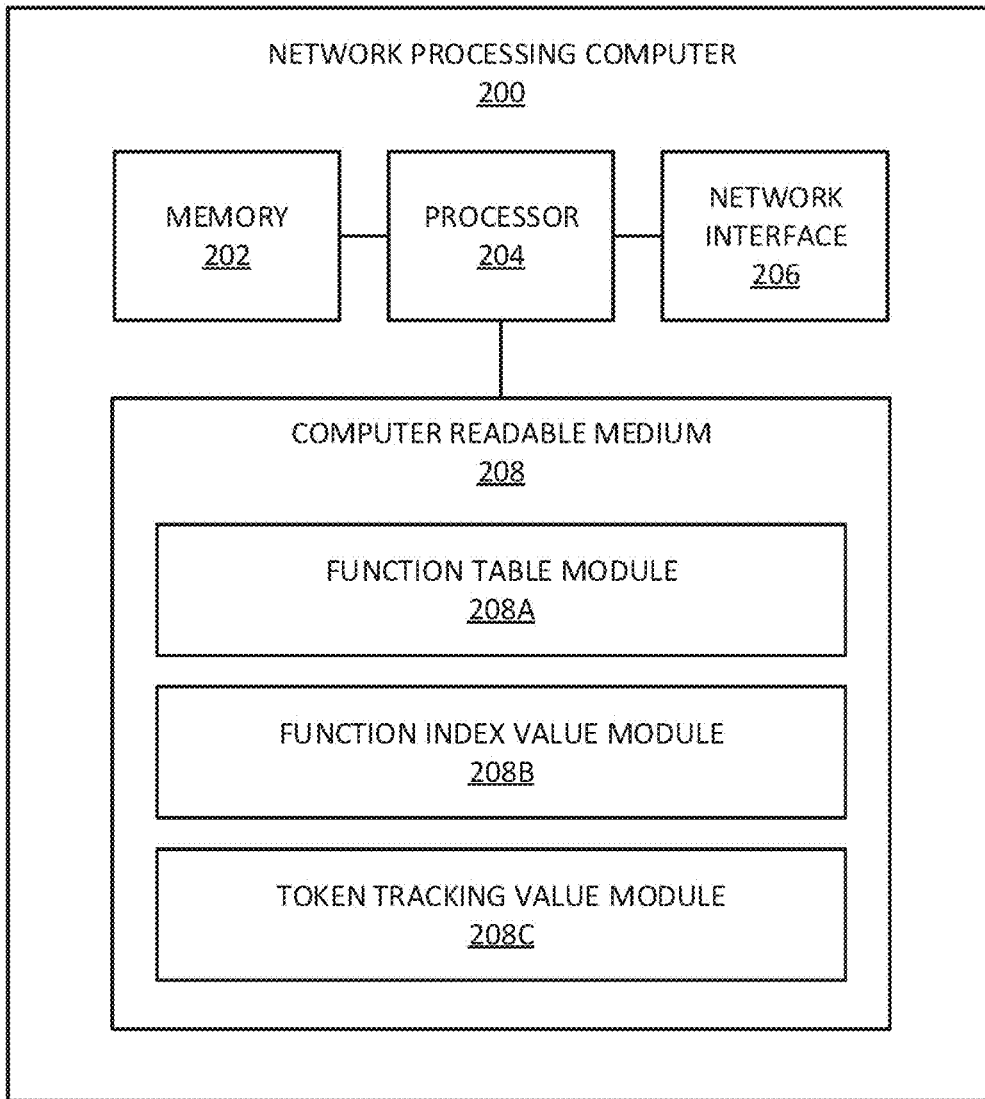 NETWORK PROCESSING COMPUTER
200
MEMORY
202
PROCESSOR
204
NETWORK
INTERFACE
206
COMPUTER READABLE MEDIUM
208
FUNCTION TABLE MODULE
208A
FUNCTION INDEX VALUE MODULE
208B
TOKEN TRACKING VALUE MODULE
208C